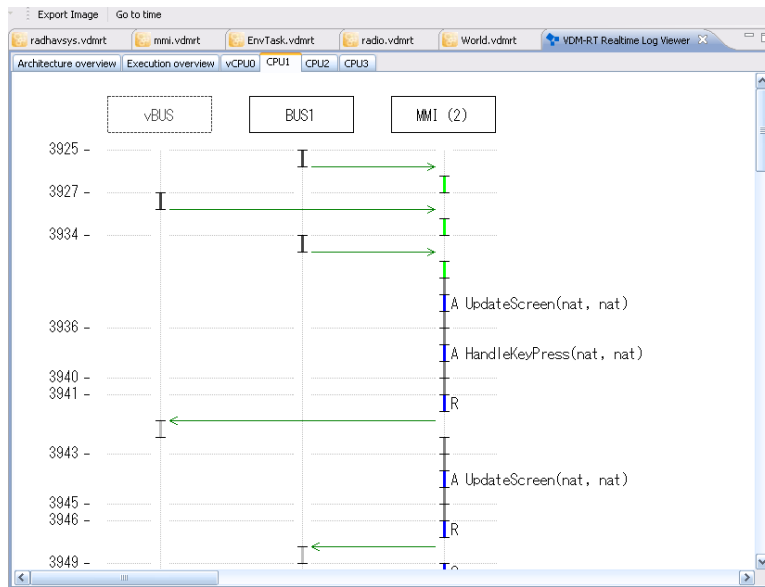 Export Image Go to time
radhavsys.vdmrt mmi.vdmrt EnvTask.vdmrt radio.vdmrt World.vdmrt VDM-RT Realtime Log Viewer
Architecture overview Execution overview vCPU0 CPU1 CPU2 CPU3
vBUS BUS1 MMI (2)
3925
3927
3934
A UpdateScreen(nat, nat)
3936
A HandleKeyPress(nat, nat)
3940
3941
R
3943
A UpdateScreen(nat, nat)
3945
3946
R
3949